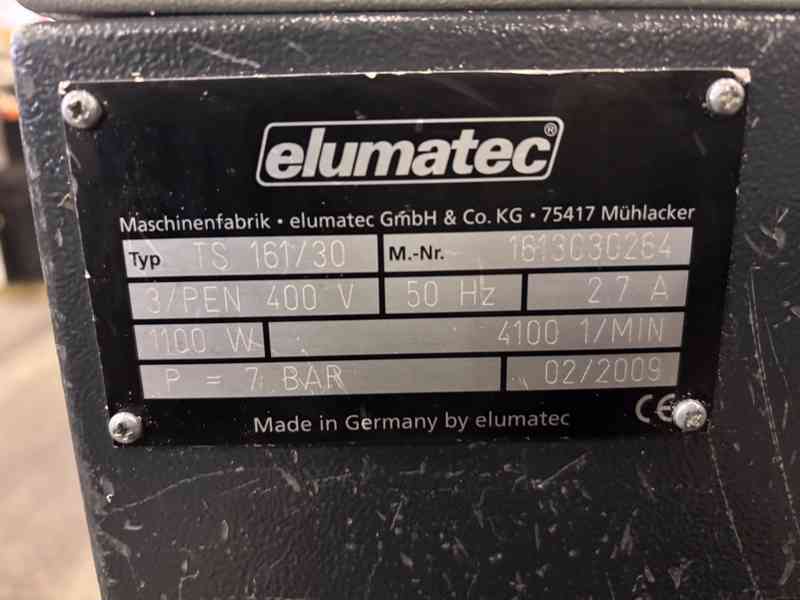 elumatec®
Maschinenfabrik • elumatec GmbH & Co. KG • 75417 Mühlacker
Typ TS 161/30 M.-Nr. 1613030264
3/PEN 400 V 50 Hz 2 7 A
1100 W 4100 1/MIN
P = 7 BAR 02/2009
Made in Germany by elumatec CE